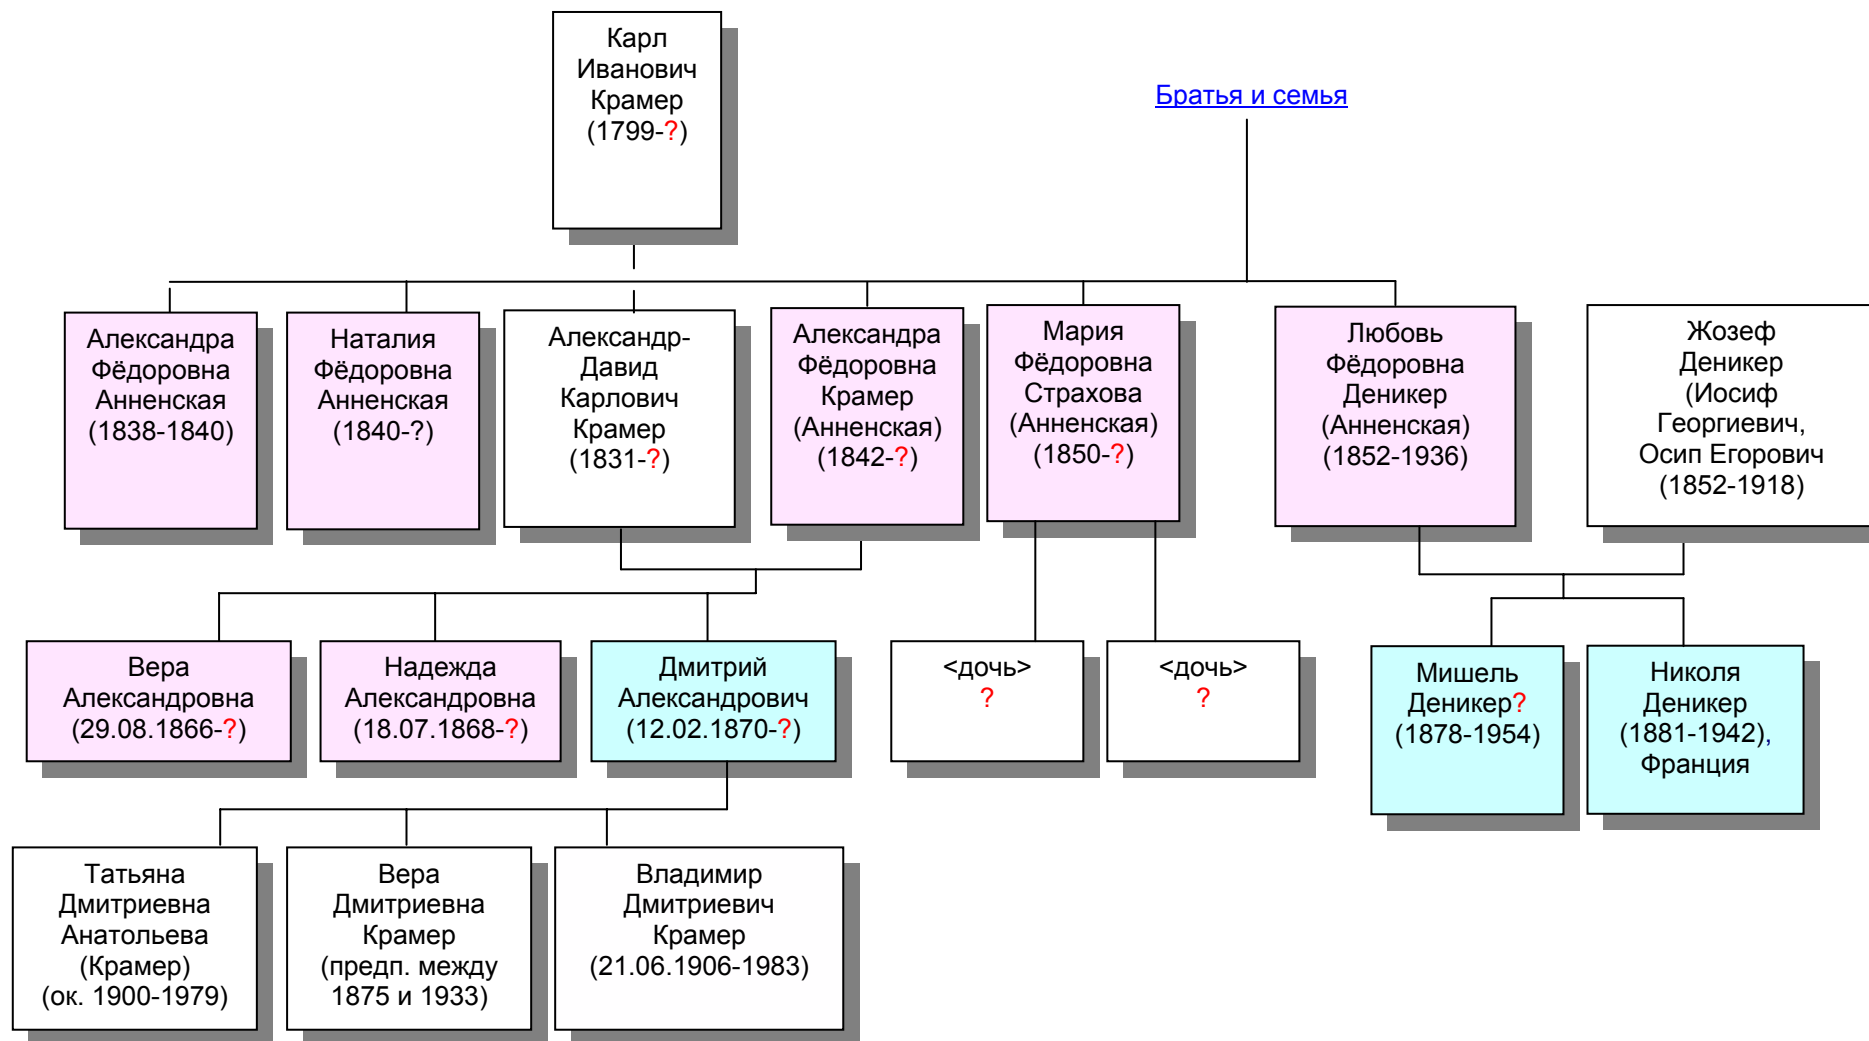 Карл
Иванович
Крамер
(1799-?)
Братья и семья
Александра
Фёдоровна
Анненская
(1838-1840)
Наталия
Фёдоровна
Анненская
(1840-?)
Александр-
Давид
Карлович
Крамер
(1831-?)
Александра
Фёдоровна
Крамер
(Анненская)
(1842-?)
Мария
Фёдоровна
Страхова
(Анненская)
(1850-?)
Любовь
Фёдоровна
Деникер
(Анненская)
(1852-1936)
Жозеф
Деникер
(Иосиф
Георгиевич,
Осип Егорович
(1852-1918)
Вера
Александровна
(29.08.1866-?)
Надежда
Александровна
(18.07.1868-?)
Дмитрий
Александрович
(12.02.1870-?)
<дочь>
?
<дочь>
?
Мишель
Деникер?
(1878-1954)
Николя
Деникер
(1881-1942),
Франция
Татьяна
Дмитриевна
Анатольева
(Крамер)
(ок. 1900-1979)
Вера
Дмитриевна
Крамер
(предп. между
1875 и 1933)
Владимир
Дмитриевич
Крамер
(21.06.1906-1983)